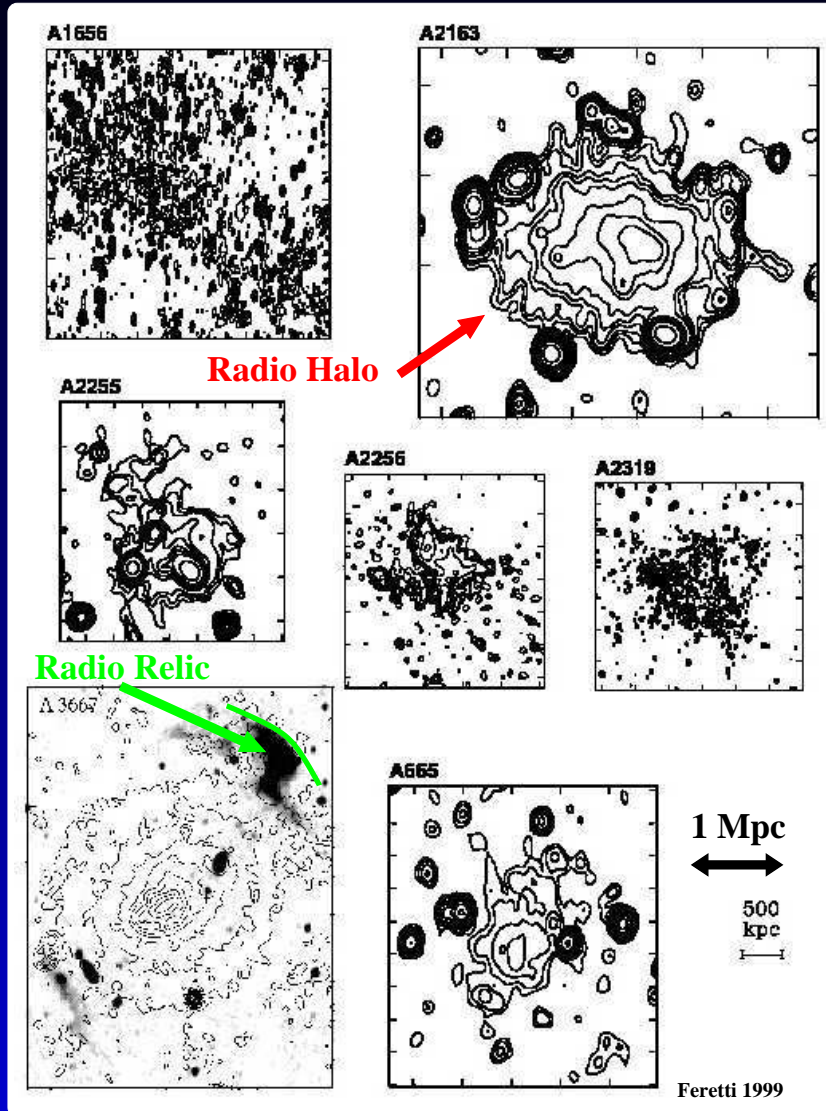 A1656
A2163
Radio Halo
A2255
A2256
A2319
Radio Relic
A 3667
A665
1 Mpc
500
kpc
Feretti 1999